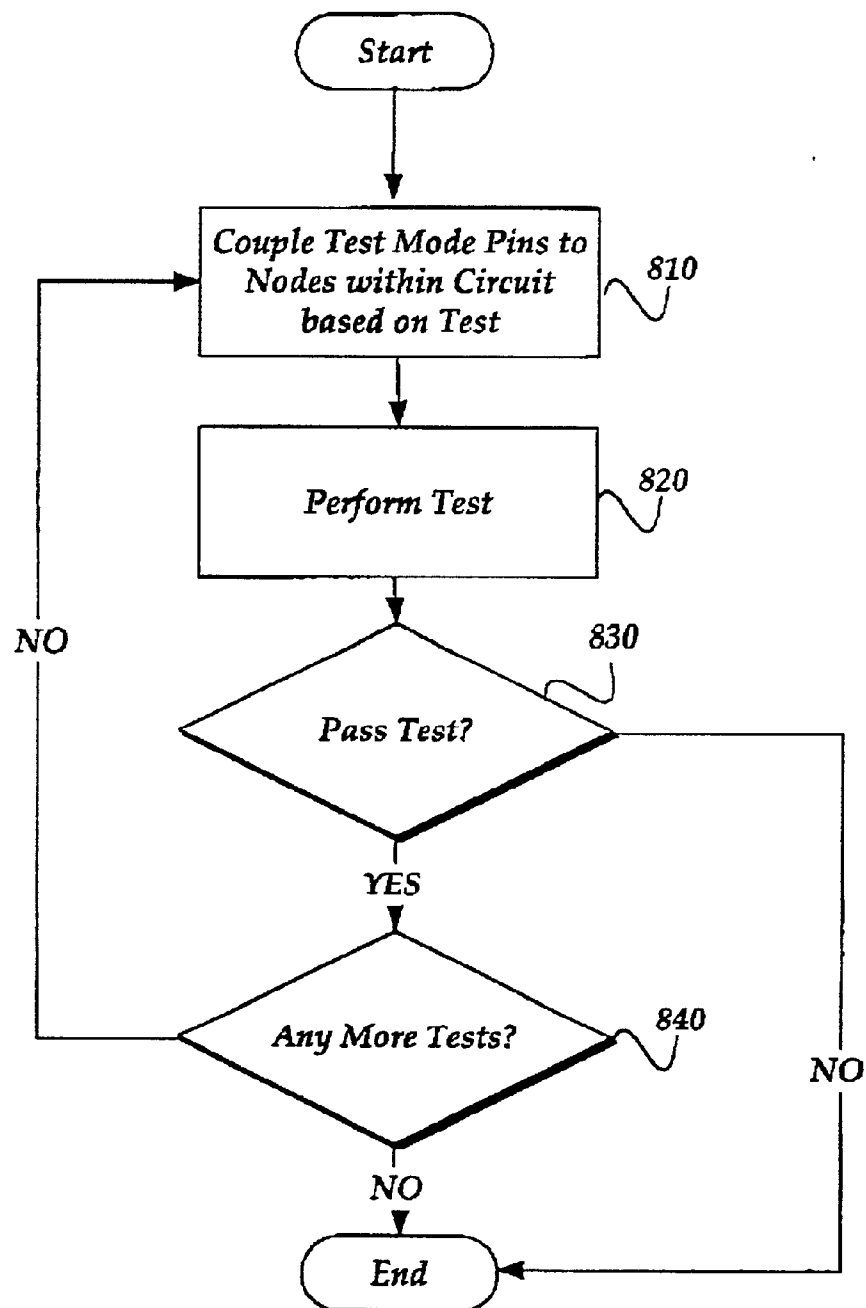 Start
Couple Test Mode Pins to
Nodes within Circuit
based on Test
810
Perform Test
820
NO
830
Pass Test?
YES
Any More Tests?
840
NO
NO
End